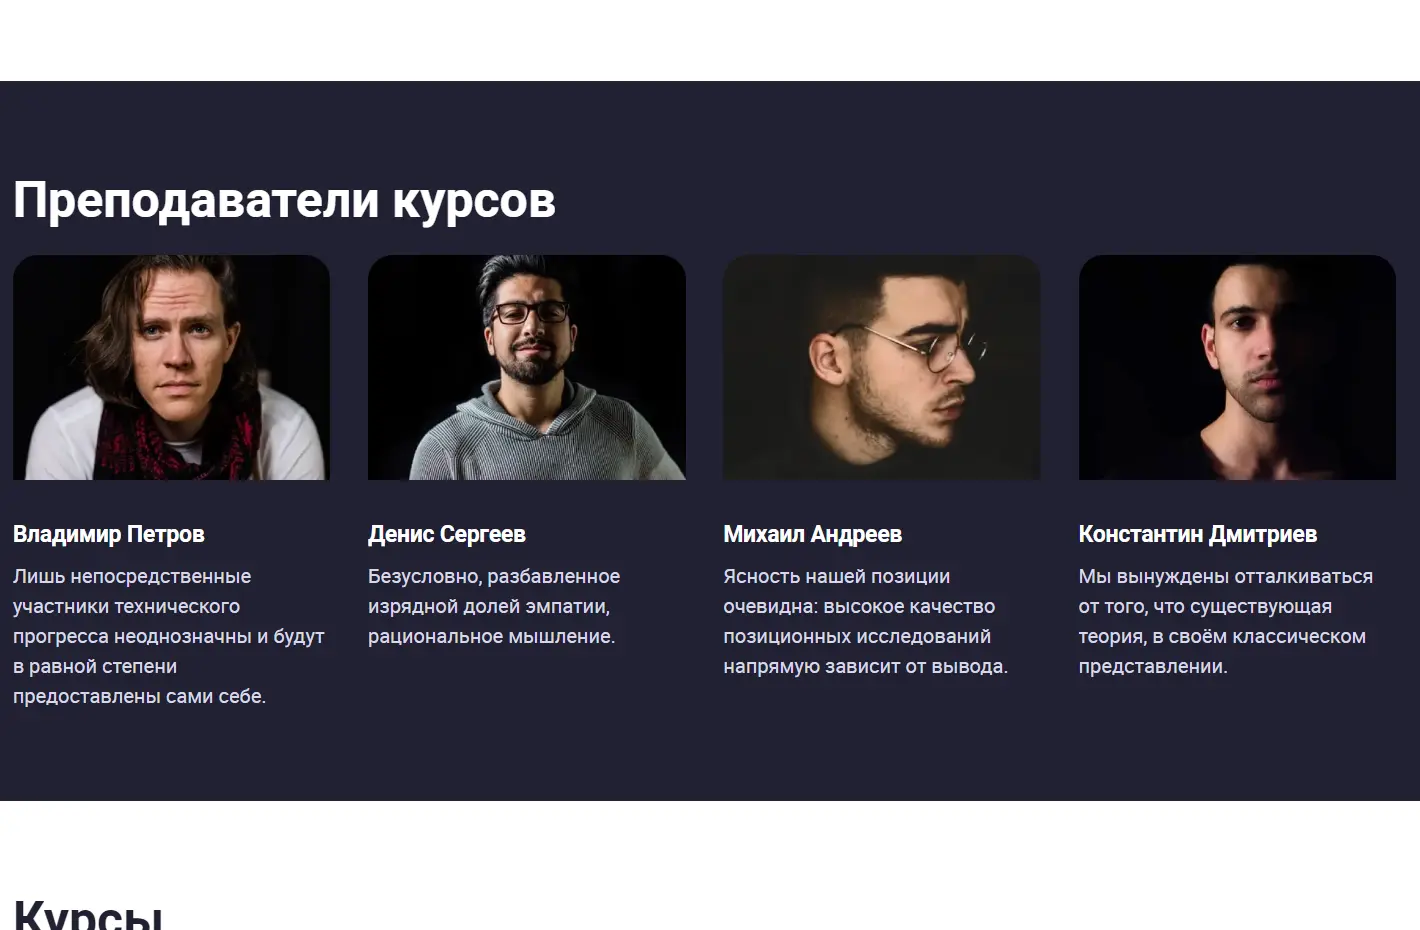 Преподаватели курсов
Владимир Петров
Лишь непосредственные
участники технического
прогресса неоднозначны и будут
в равной степени
предоставлены сами себе.
Денис Сергеев
Безусловно, разбавленное
изрядной долей эмпатии,
рациональное мышление.
Михаил Андреев
Ясность нашей позиции
очевидна: высокое качество
позиционных исследований
напрямую зависит от вывода.
Константин Дмитриев
Мы вынуждены отталкиваться
от того, что существующая
теория, в своём классическом
представлении.
Курсы